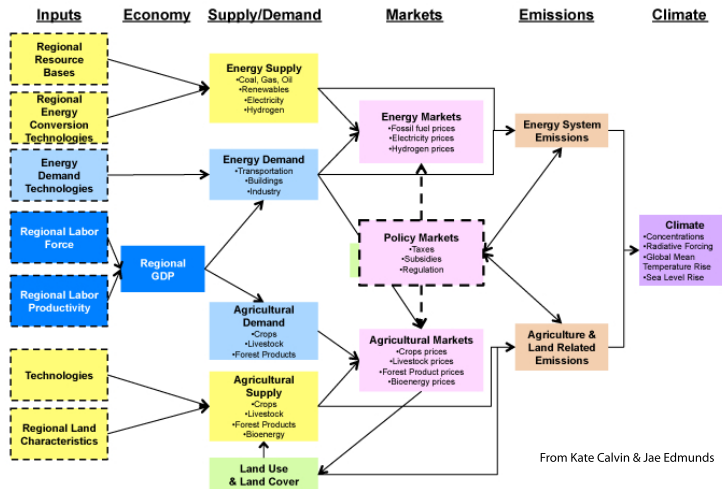 Inputs
Economy
Supply/Demand
Markets
Emissions
Climate
Regional
Resource
Bases
Regional
Energy
Conversion
Technologies
Energy
Demand
Technologies
Regional Labor
Force
Regional Labor
Productivity
Technologies
Regional Land
Characteristics
Regional
GDP
Energy Supply
•Coal, Gas, Oil
•Renewables
•Electricity
•Hydrogen
Energy Demand
•Transportation
•Buildings
•Industry
Agricultural
Demand
•Crops
•Livestock
•Forest Products
Agricultural
Supply
•Crops
•Livestock
•Forest Products
•Bioenergy
Land Use
& Land Cover
Energy Markets
•Fossil fuel prices
•Electricity prices
•Hydrogen prices
Policy Markets
•Taxes
•Subsidies
•Regulation
Agricultural Markets
•Crops prices
•Livestock prices
•Forest Product prices
•Bioenergy prices
Energy System
Emissions
Agriculture &
Land Related
Emissions
Climate
•Concentrations
•Radiative Forcing
•Global Mean
Temperature Rise
•Sea Level Rise
From Kate Calvin & Jae Edmunds